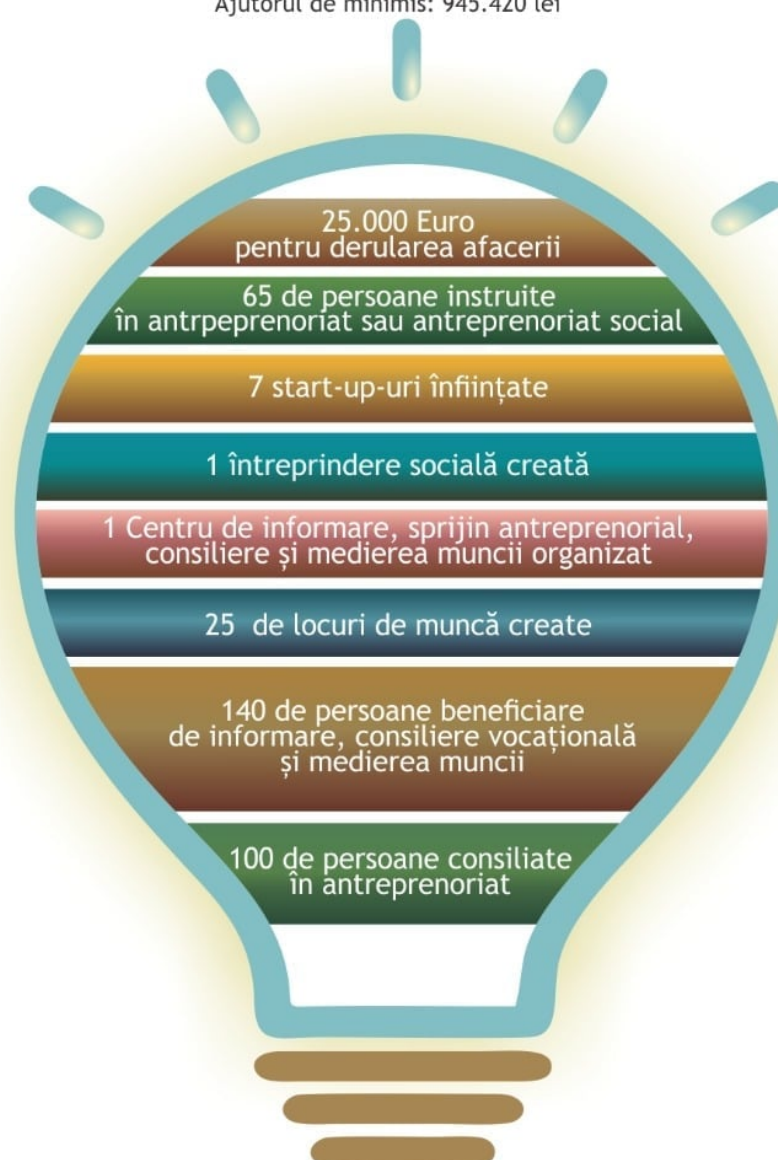 Ajutorul de minimis: 945.420 lei
25.000 Euro
pentru derularea afacerii
65 de persoane instruite
în antrpeprenoriat sau antreprenoriat social
7 start-up-uri înființate
1 întreprindere socială creată
1 Centru de informare, sprijin antreprenorial,
consiliere și medierea muncii organizat
25 de locuri de muncă create
140 de persoane beneficiare
de informare, consiliere vocațională
și medierea muncii
100 de persoane consiliate
în antreprenoriat